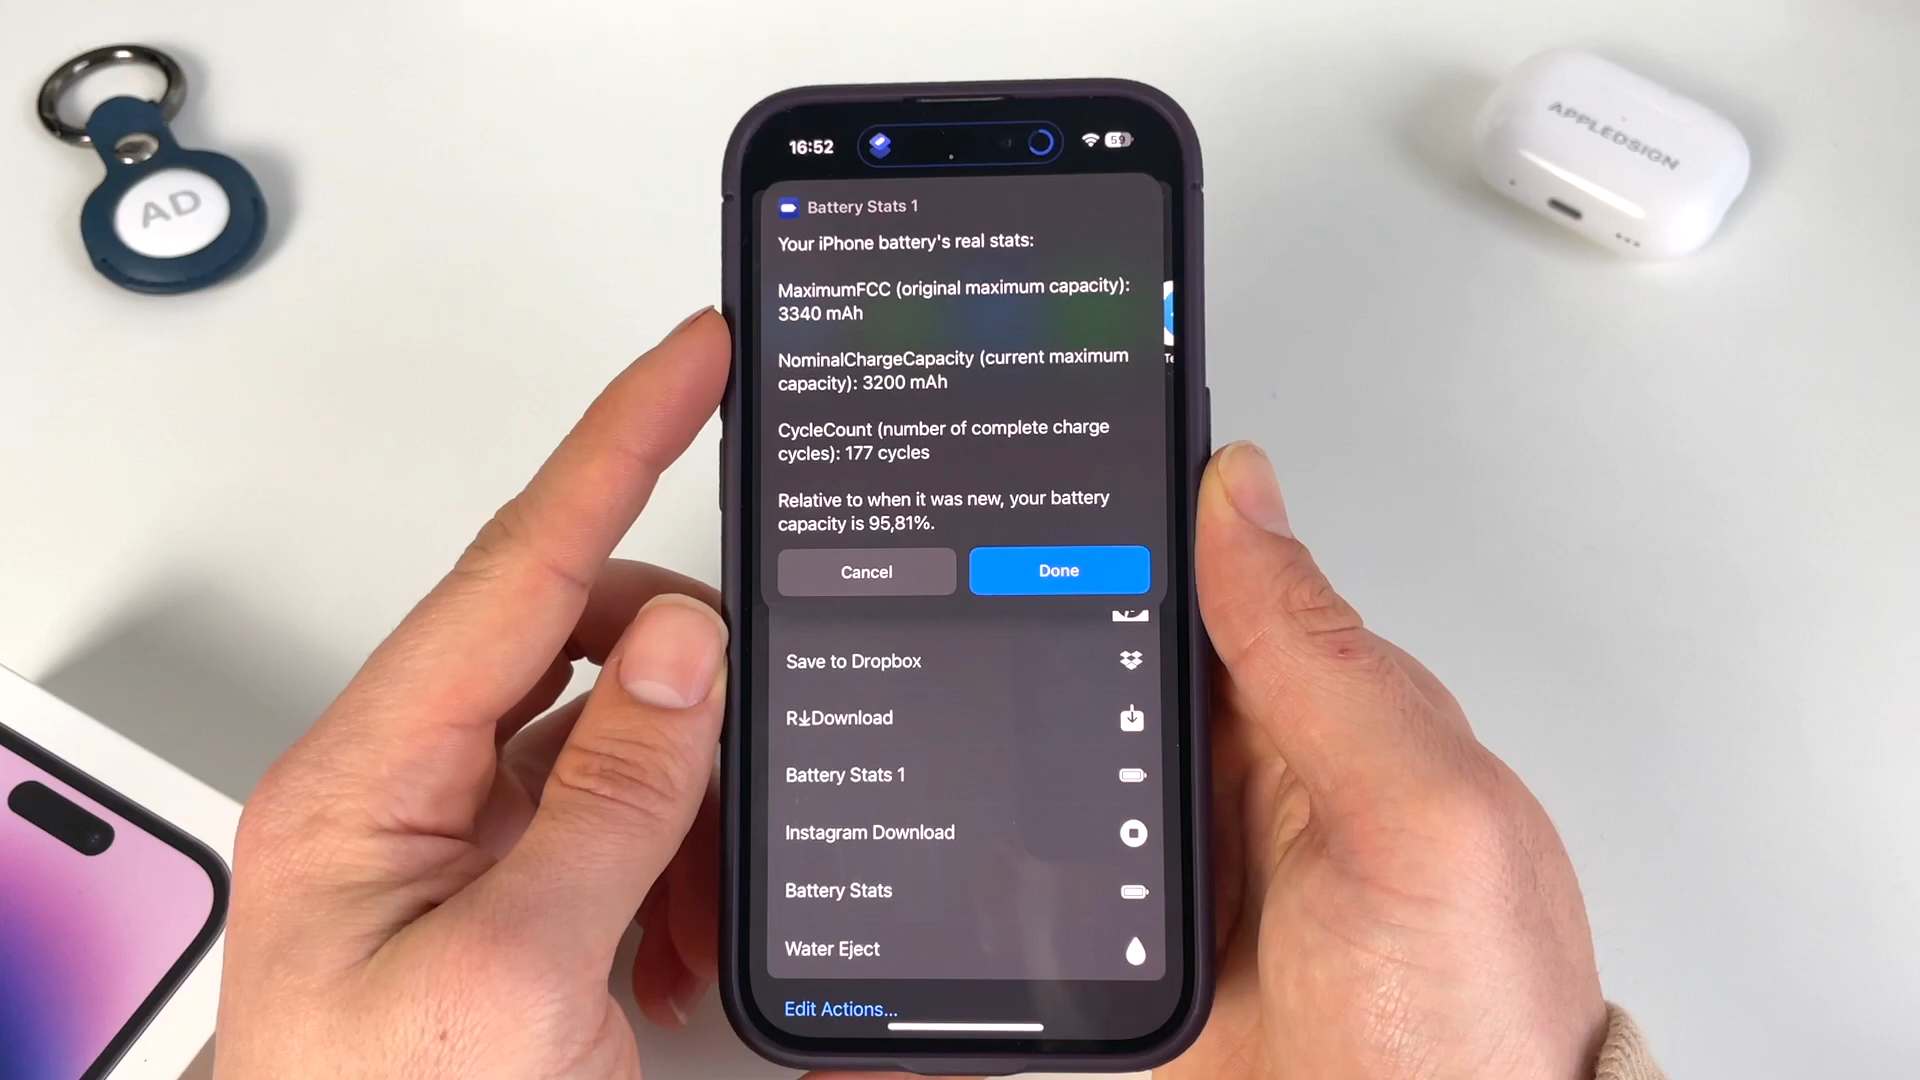 AD
APPLEDSIGN
16:52
59
Battery Stats 1
Your iPhone battery's real stats:
MaximumFCC (original maximum capacity):
3340 mAh
NominalChargeCapacity (current maximum
capacity): 3200 mAh
CycleCount (number of complete charge
cycles): 177 cycles
Relative to when it was new, your battery
capacity is 95,81%.
Cancel
Done
Te
Save to Dropbox
R↓Download
Battery Stats 1
Instagram Download
Battery Stats
Water Eject
Edit Actions...